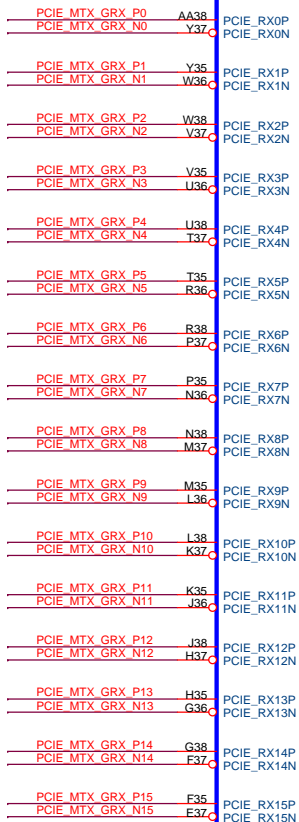 PCIE_MTX_GRX_P0 AA38 PCIE_RX0P
PCIE_MTX_GRX_N0 Y37 PCIE_RX0N
PCIE_MTX_GRX_P1 Y35 PCIE_RX1P
PCIE_MTX_GRX_N1 W36 PCIE_RX1N
PCIE_MTX_GRX_P2 W38 PCIE_RX2P
PCIE_MTX_GRX_N2 V37 PCIE_RX2N
PCIE_MTX_GRX_P3 V35 PCIE_RX3P
PCIE_MTX_GRX_N3 U36 PCIE_RX3N
PCIE_MTX_GRX_P4 U38 PCIE_RX4P
PCIE_MTX_GRX_N4 T37 PCIE_RX4N
PCIE_MTX_GRX_P5 T35 PCIE_RX5P
PCIE_MTX_GRX_N5 R36 PCIE_RX5N
PCIE_MTX_GRX_P6 R38 PCIE_RX6P
PCIE_MTX_GRX_N6 P37 PCIE_RX6N
PCIE_MTX_GRX_P7 P35 PCIE_RX7P
PCIE_MTX_GRX_N7 N36 PCIE_RX7N
PCIE_MTX_GRX_P8 N38 PCIE_RX8P
PCIE_MTX_GRX_N8 M37 PCIE_RX8N
PCIE_MTX_GRX_P9 M35 PCIE_RX9P
PCIE_MTX_GRX_N9 L36 PCIE_RX9N
PCIE_MTX_GRX_P10 L38 PCIE_RX10P
PCIE_MTX_GRX_N10 K37 PCIE_RX10N
PCIE_MTX_GRX_P11 K35 PCIE_RX11P
PCIE_MTX_GRX_N11 J36 PCIE_RX11N
PCIE_MTX_GRX_P12 J38 PCIE_RX12P
PCIE_MTX_GRX_N12 H37 PCIE_RX12N
PCIE_MTX_GRX_P13 H35 PCIE_RX13P
PCIE_MTX_GRX_N13 G36 PCIE_RX13N
PCIE_MTX_GRX_P14 G38 PCIE_RX14P
PCIE_MTX_GRX_N14 F37 PCIE_RX14N
PCIE_MTX_GRX_P15 F35 PCIE_RX15P
PCIE_MTX_GRX_N15 E37 PCIE_RX15N